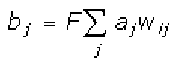 b_j = F∑_j a_j w_ij